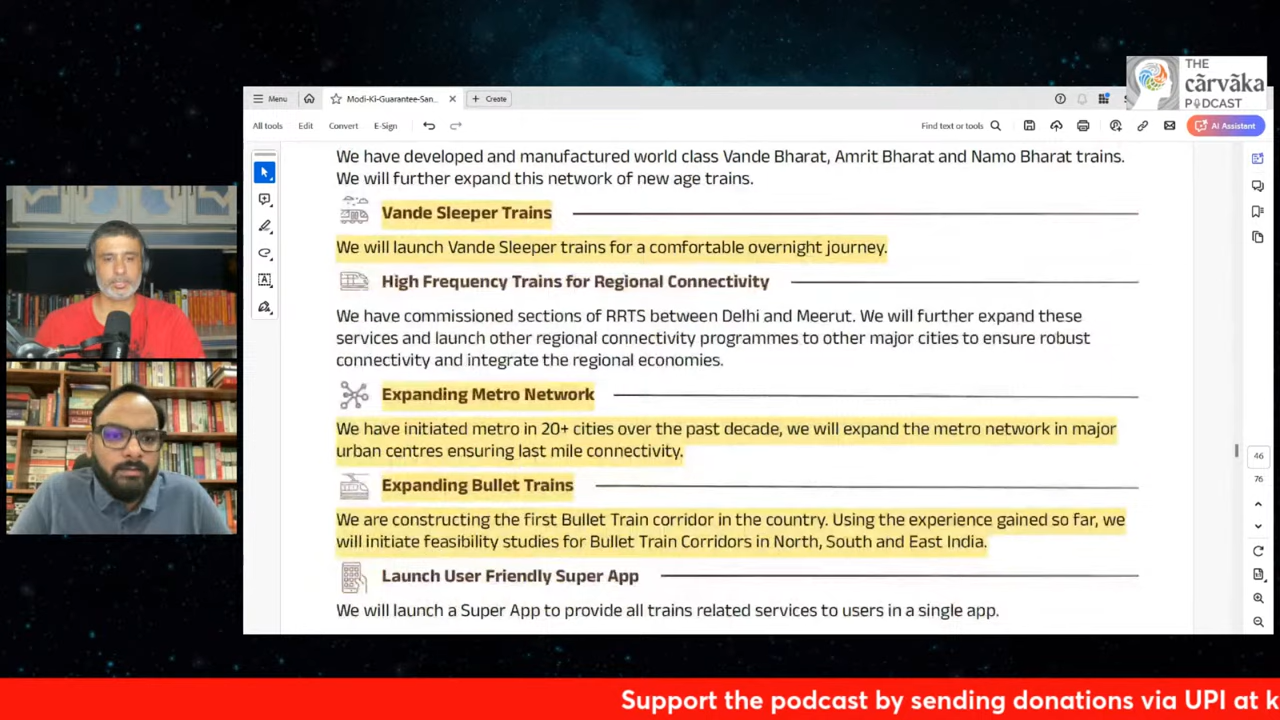 THE
cārvāka
PODCAST
Menu
Modi-Ki-Guarantee-San...
Create
All tools
Edit
Convert
E-Sign
Find text or tools
AI Assistant
We have developed and manufactured world class Vande Bharat, Amrit Bharat and Namo Bharat trains.
We will further expand this network of new age trains.
Vande Sleeper Trains
We will launch Vande Sleeper trains for a comfortable overnight journey.
High Frequency Trains for Regional Connectivity
We have commissioned sections of RRTS between Delhi and Meerut. We will further expand these
services and launch other regional connectivity programmes to other major cities to ensure robust
connectivity and integrate the regional economies.
Expanding Metro Network
We have initiated metro in 20+ cities over the past decade, we will expand the metro network in major
urban centres ensuring last mile connectivity.
Expanding Bullet Trains
We are constructing the first Bullet Train corridor in the country. Using the experience gained so far, we
will initiate feasibility studies for Bullet Train Corridors in North, South and East India.
Launch User Friendly Super App
We will launch a Super App to provide all trains related services to users in a single app.
46
76
Support the podcast by sending donations via UPI at k